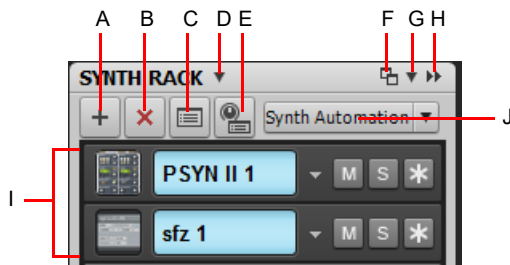 A B C D E F G H
SYNTH RACK
Synth Automation J
I
PSYN II 1 M S
sfz 1 M S